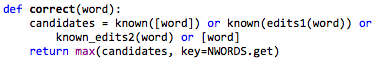 def correct(word):
    candidates = known([word]) or known(edits1(word)) or
        known_edits2(word) or [word]
    return max(candidates, key=NWORDS.get)